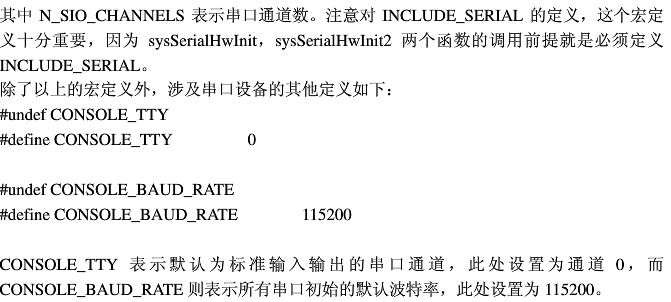 其中 N_SIO_CHANNELS 表示串口通道数。注意对 INCLUDE_SERIAL 的定义，这个宏定
义十分重要，因为 sysSerialHwInit，sysSerialHwInit2 两个函数的调用前提就是必须定义
INCLUDE_SERIAL。
除了以上的宏定义外，涉及串口设备的其他定义如下：
#undef CONSOLE_TTY
#define CONSOLE_TTY 0
#undef CONSOLE_BAUD_RATE
#define CONSOLE_BAUD_RATE 115200
CONSOLE_TTY 表示默认为标准输入输出的串口通道，此处设置为通道 0，而
CONSOLE_BAUD_RATE 则表示所有串口初始的默认波特率，此处设置为 115200。